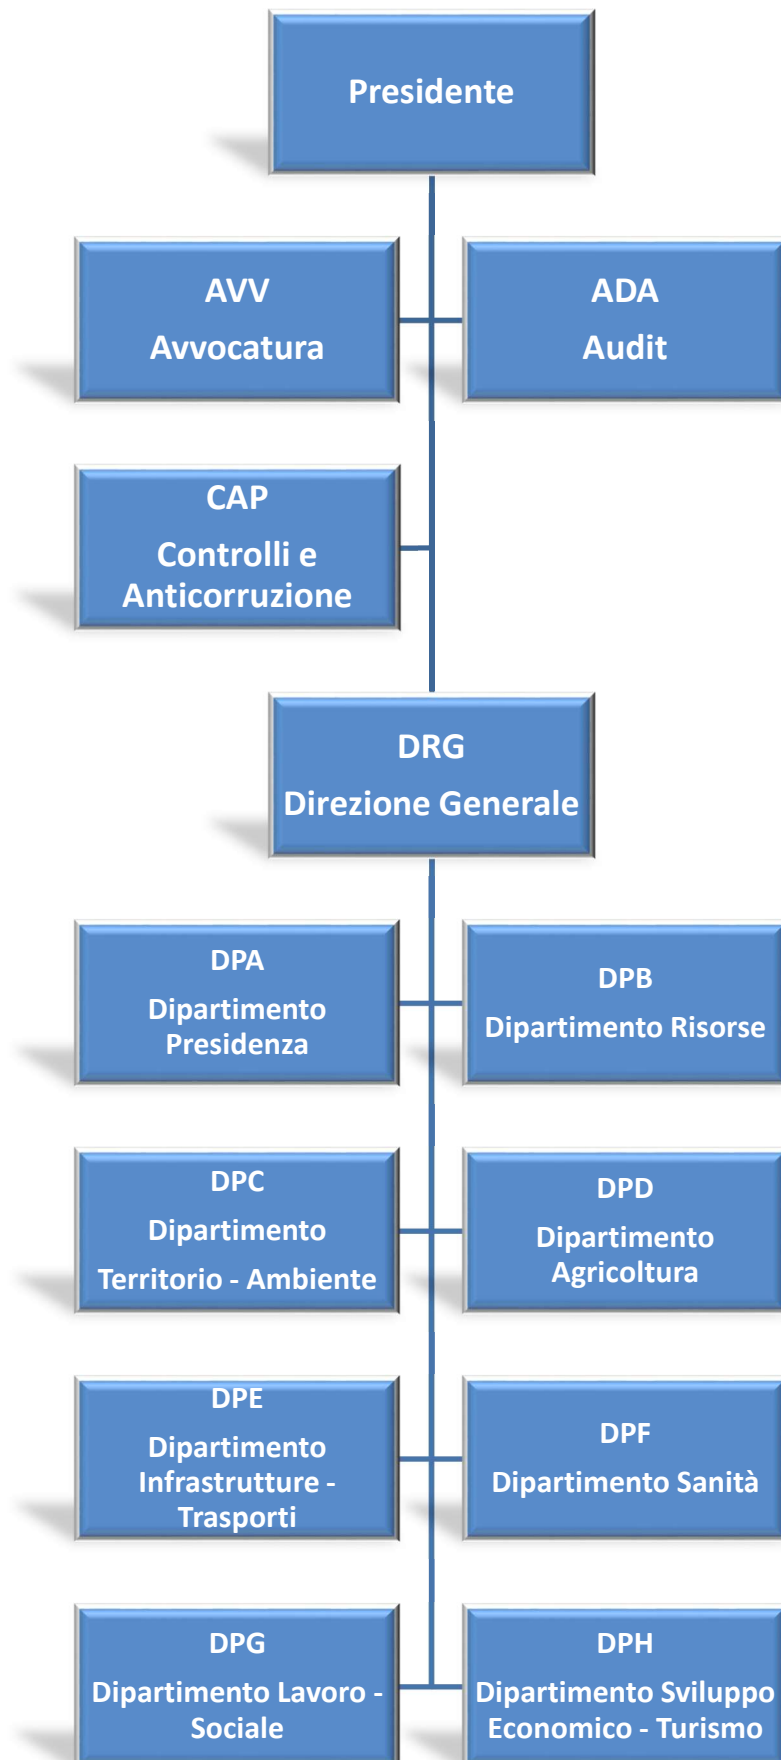 Presidente
AVV
Avvocatura
ADA
Audit
CAP
Controlli e
Anticorruzione
DRG
Direzione Generale
DPA
Dipartimento
Presidenza
DPB
Dipartimento Risorse
DPC
Dipartimento
Territorio - Ambiente
DPD
Dipartimento
Agricoltura
DPE
Dipartimento
Infrastrutture -
Trasporti
DPF
Dipartimento Sanità
DPG
Dipartimento Lavoro -
Sociale
DPH
Dipartimento Sviluppo
Economico - Turismo